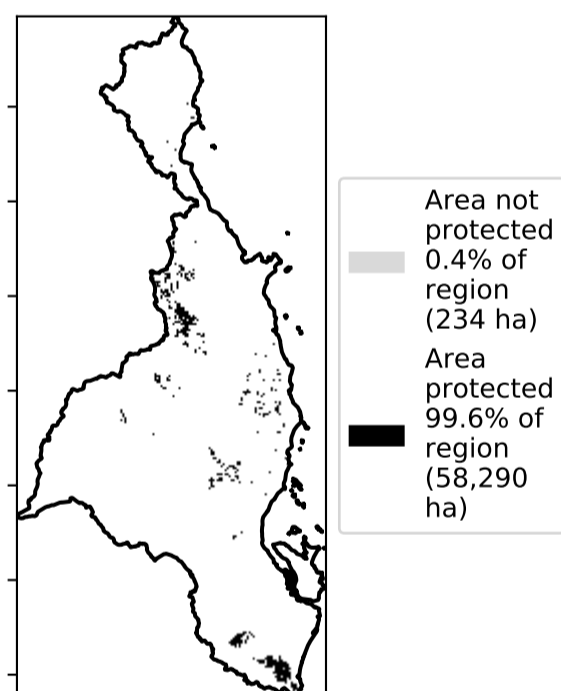 Area not
protected
0.4% of
region
(234 ha)
Area
protected
99.6% of
region
(58,290
ha)